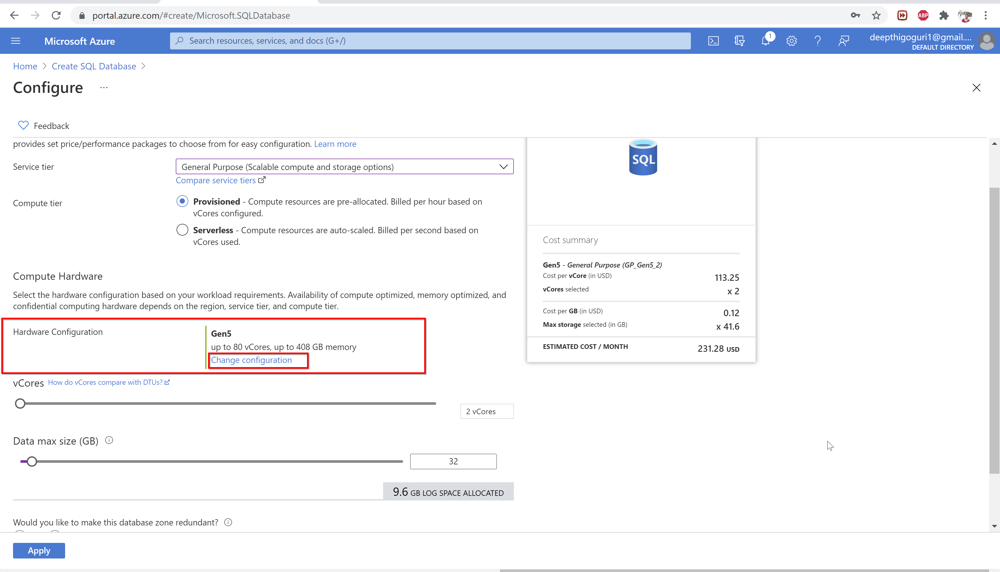 portal.azure.com/#create/Microsoft.SQLDatabase
ABP
Microsoft Azure
Search resources, services, and docs (G+/)
1
deepthigoguri1@gmail....
DEFAULT DIRECTORY
Home > Create SQL Database >
Configure ...
Feedback
provides set price/performance packages to choose from for easy configuration. Learn more
Service tier
General Purpose (Scalable compute and storage options)
Compare service tiers
Compute tier
Provisioned - Compute resources are pre-allocated. Billed per hour based on
vCores configured.
Serverless - Compute resources are auto-scaled. Billed per second based on
vCores used.
Compute Hardware
Select the hardware configuration based on your workload requirements. Availability of compute optimized, memory optimized, and
confidential computing hardware depends on the region, service tier, and compute tier.
Hardware Configuration
Gen5
up to 80 vCores, up to 408 GB memory
Change configuration
vCores How do vCores compare with DTUs?
2 vCores
Data max size (GB)
32
9.6 GB LOG SPACE ALLOCATED
Would you like to make this database zone redundant?
Apply
SQL
Cost summary
Gen5 - General Purpose (GP_Gen5_2)
Cost per vCore (in USD) 113.25
vCores selected x 2
Cost per GB (in USD) 0.12
Max storage selected (in GB) x 41.6
ESTIMATED COST / MONTH 231.28 USD